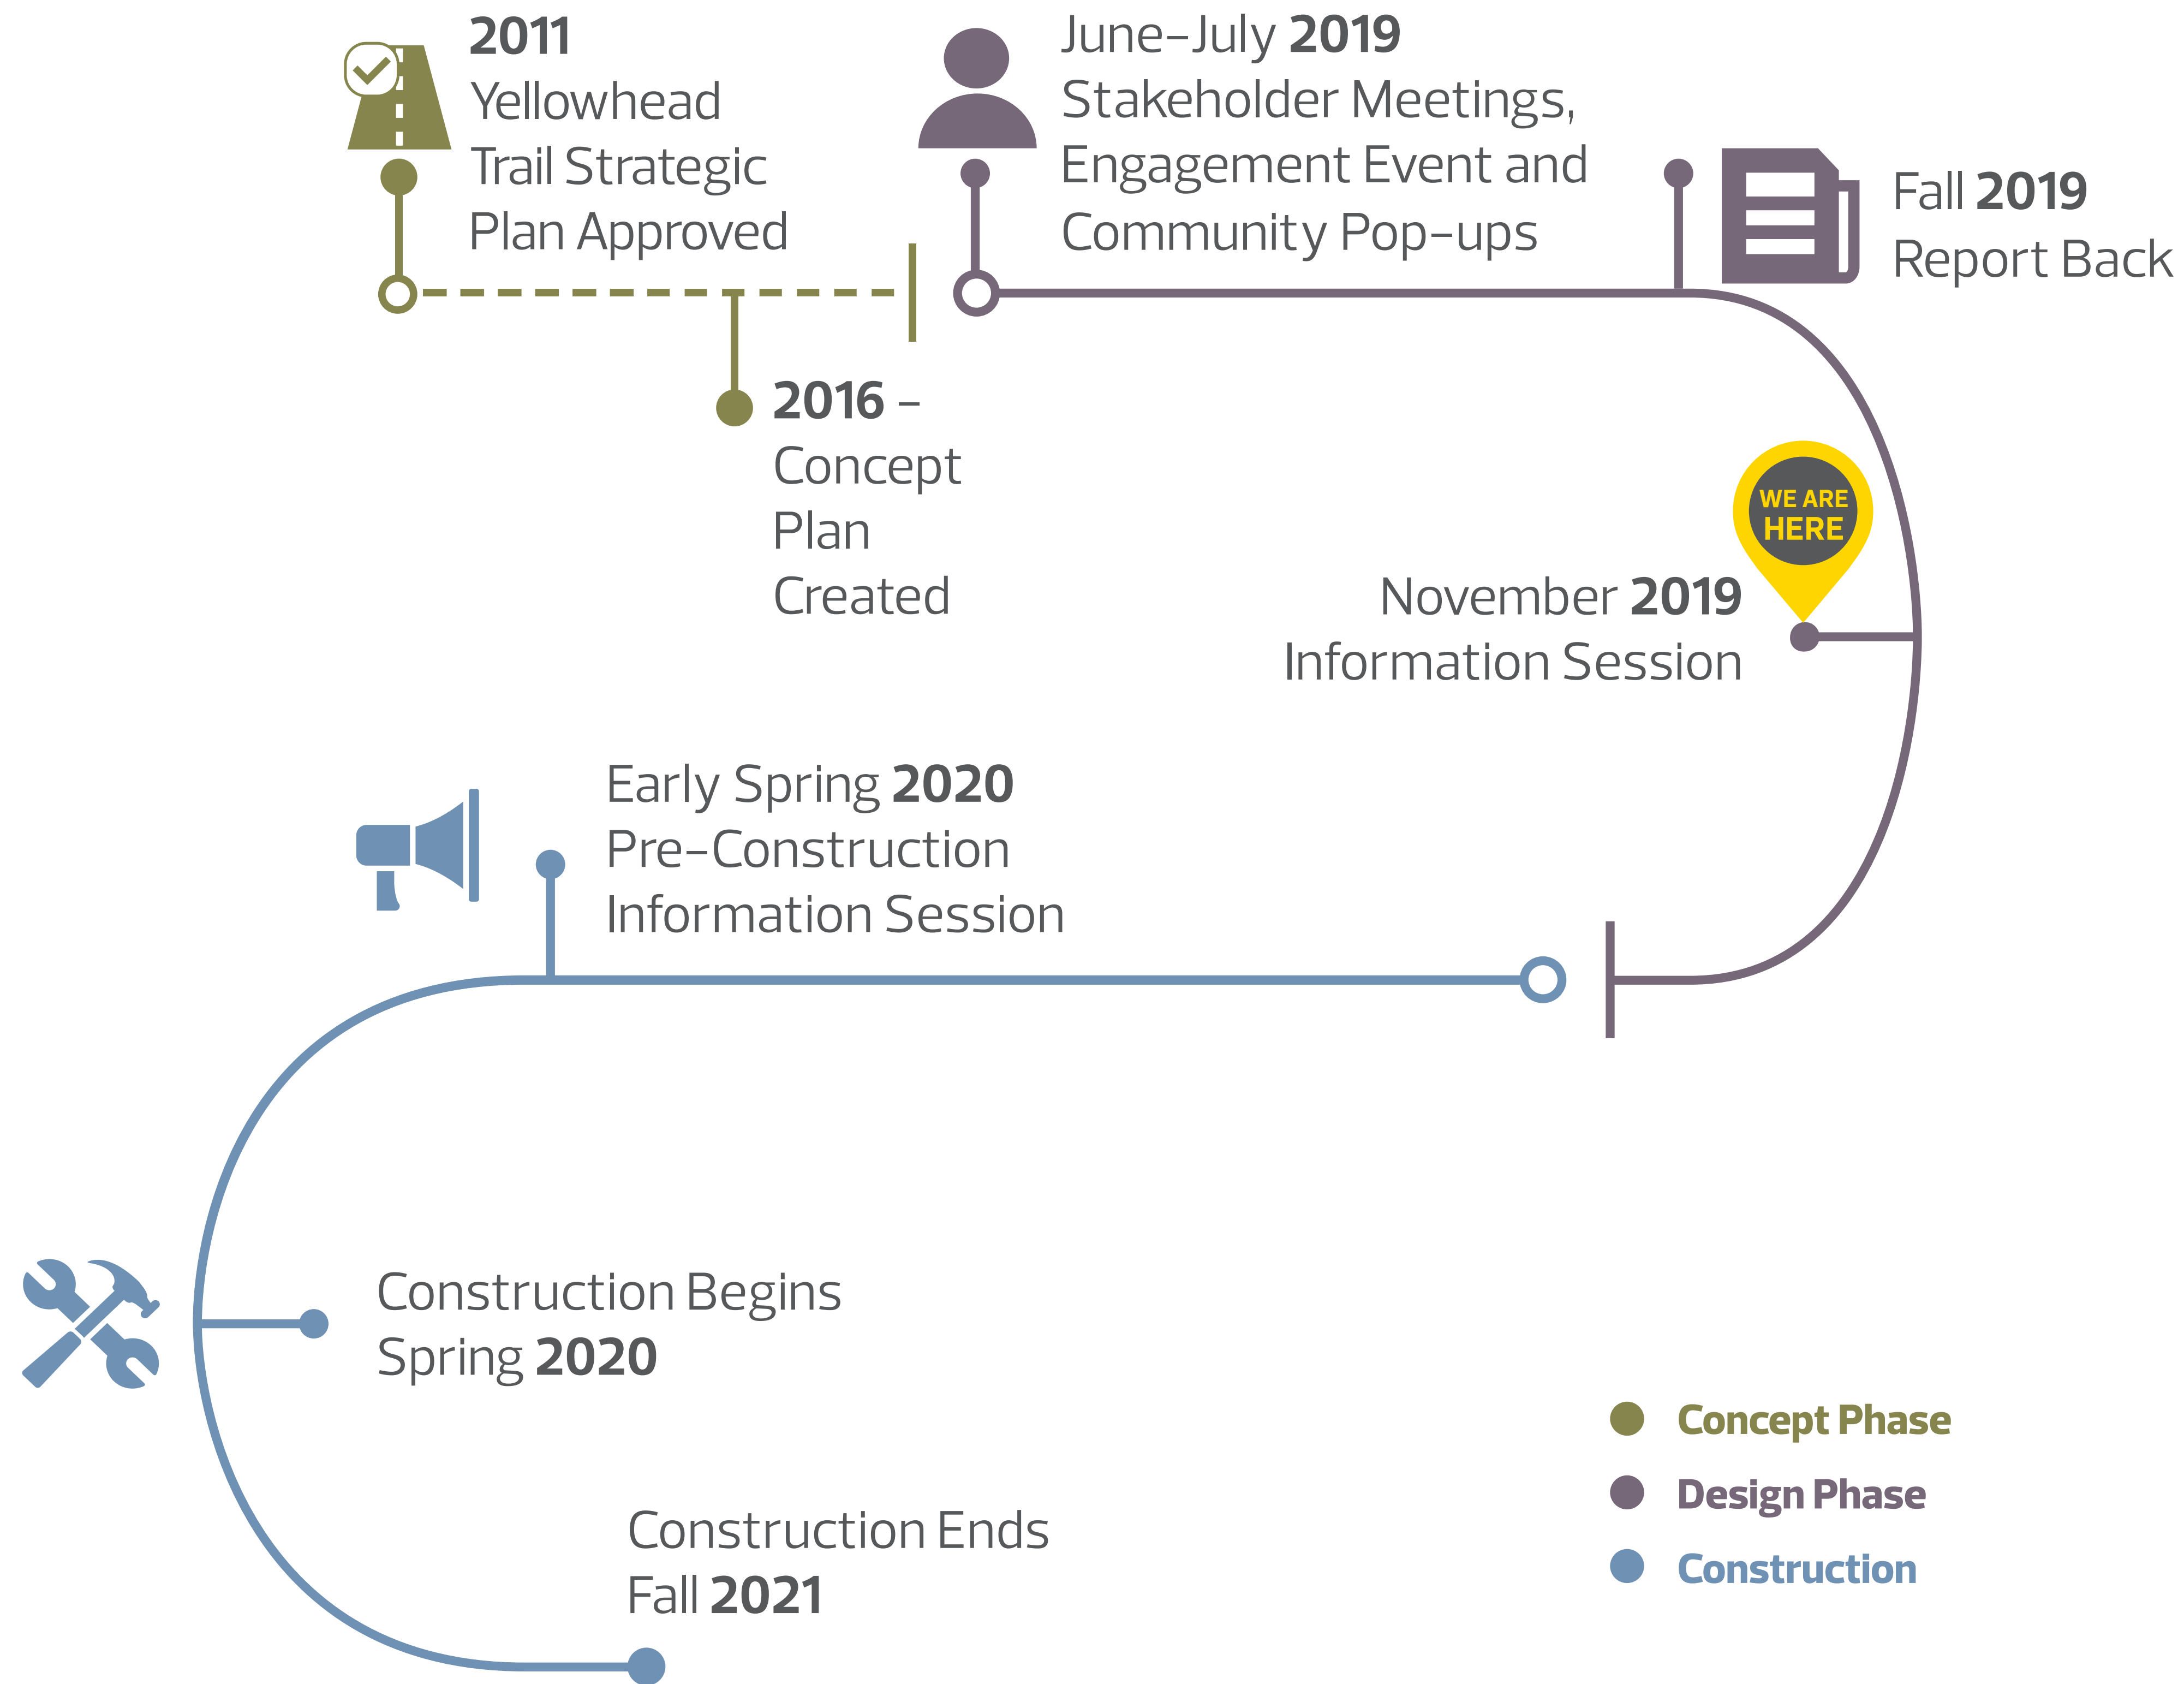 2011
Yellowhead
Trail Strategic
Plan Approved
June-July 2019
Stakeholder Meetings,
Engagement Event and
Community Pop-ups
Fall 2019
Report Back
2016 -
Concept
Plan
Created
WE ARE
HERE
November 2019
Information Session
Early Spring 2020
Pre-Construction
Information Session
Construction Begins
Spring 2020
Construction Ends
Fall 2021
Concept Phase
Design Phase
Construction